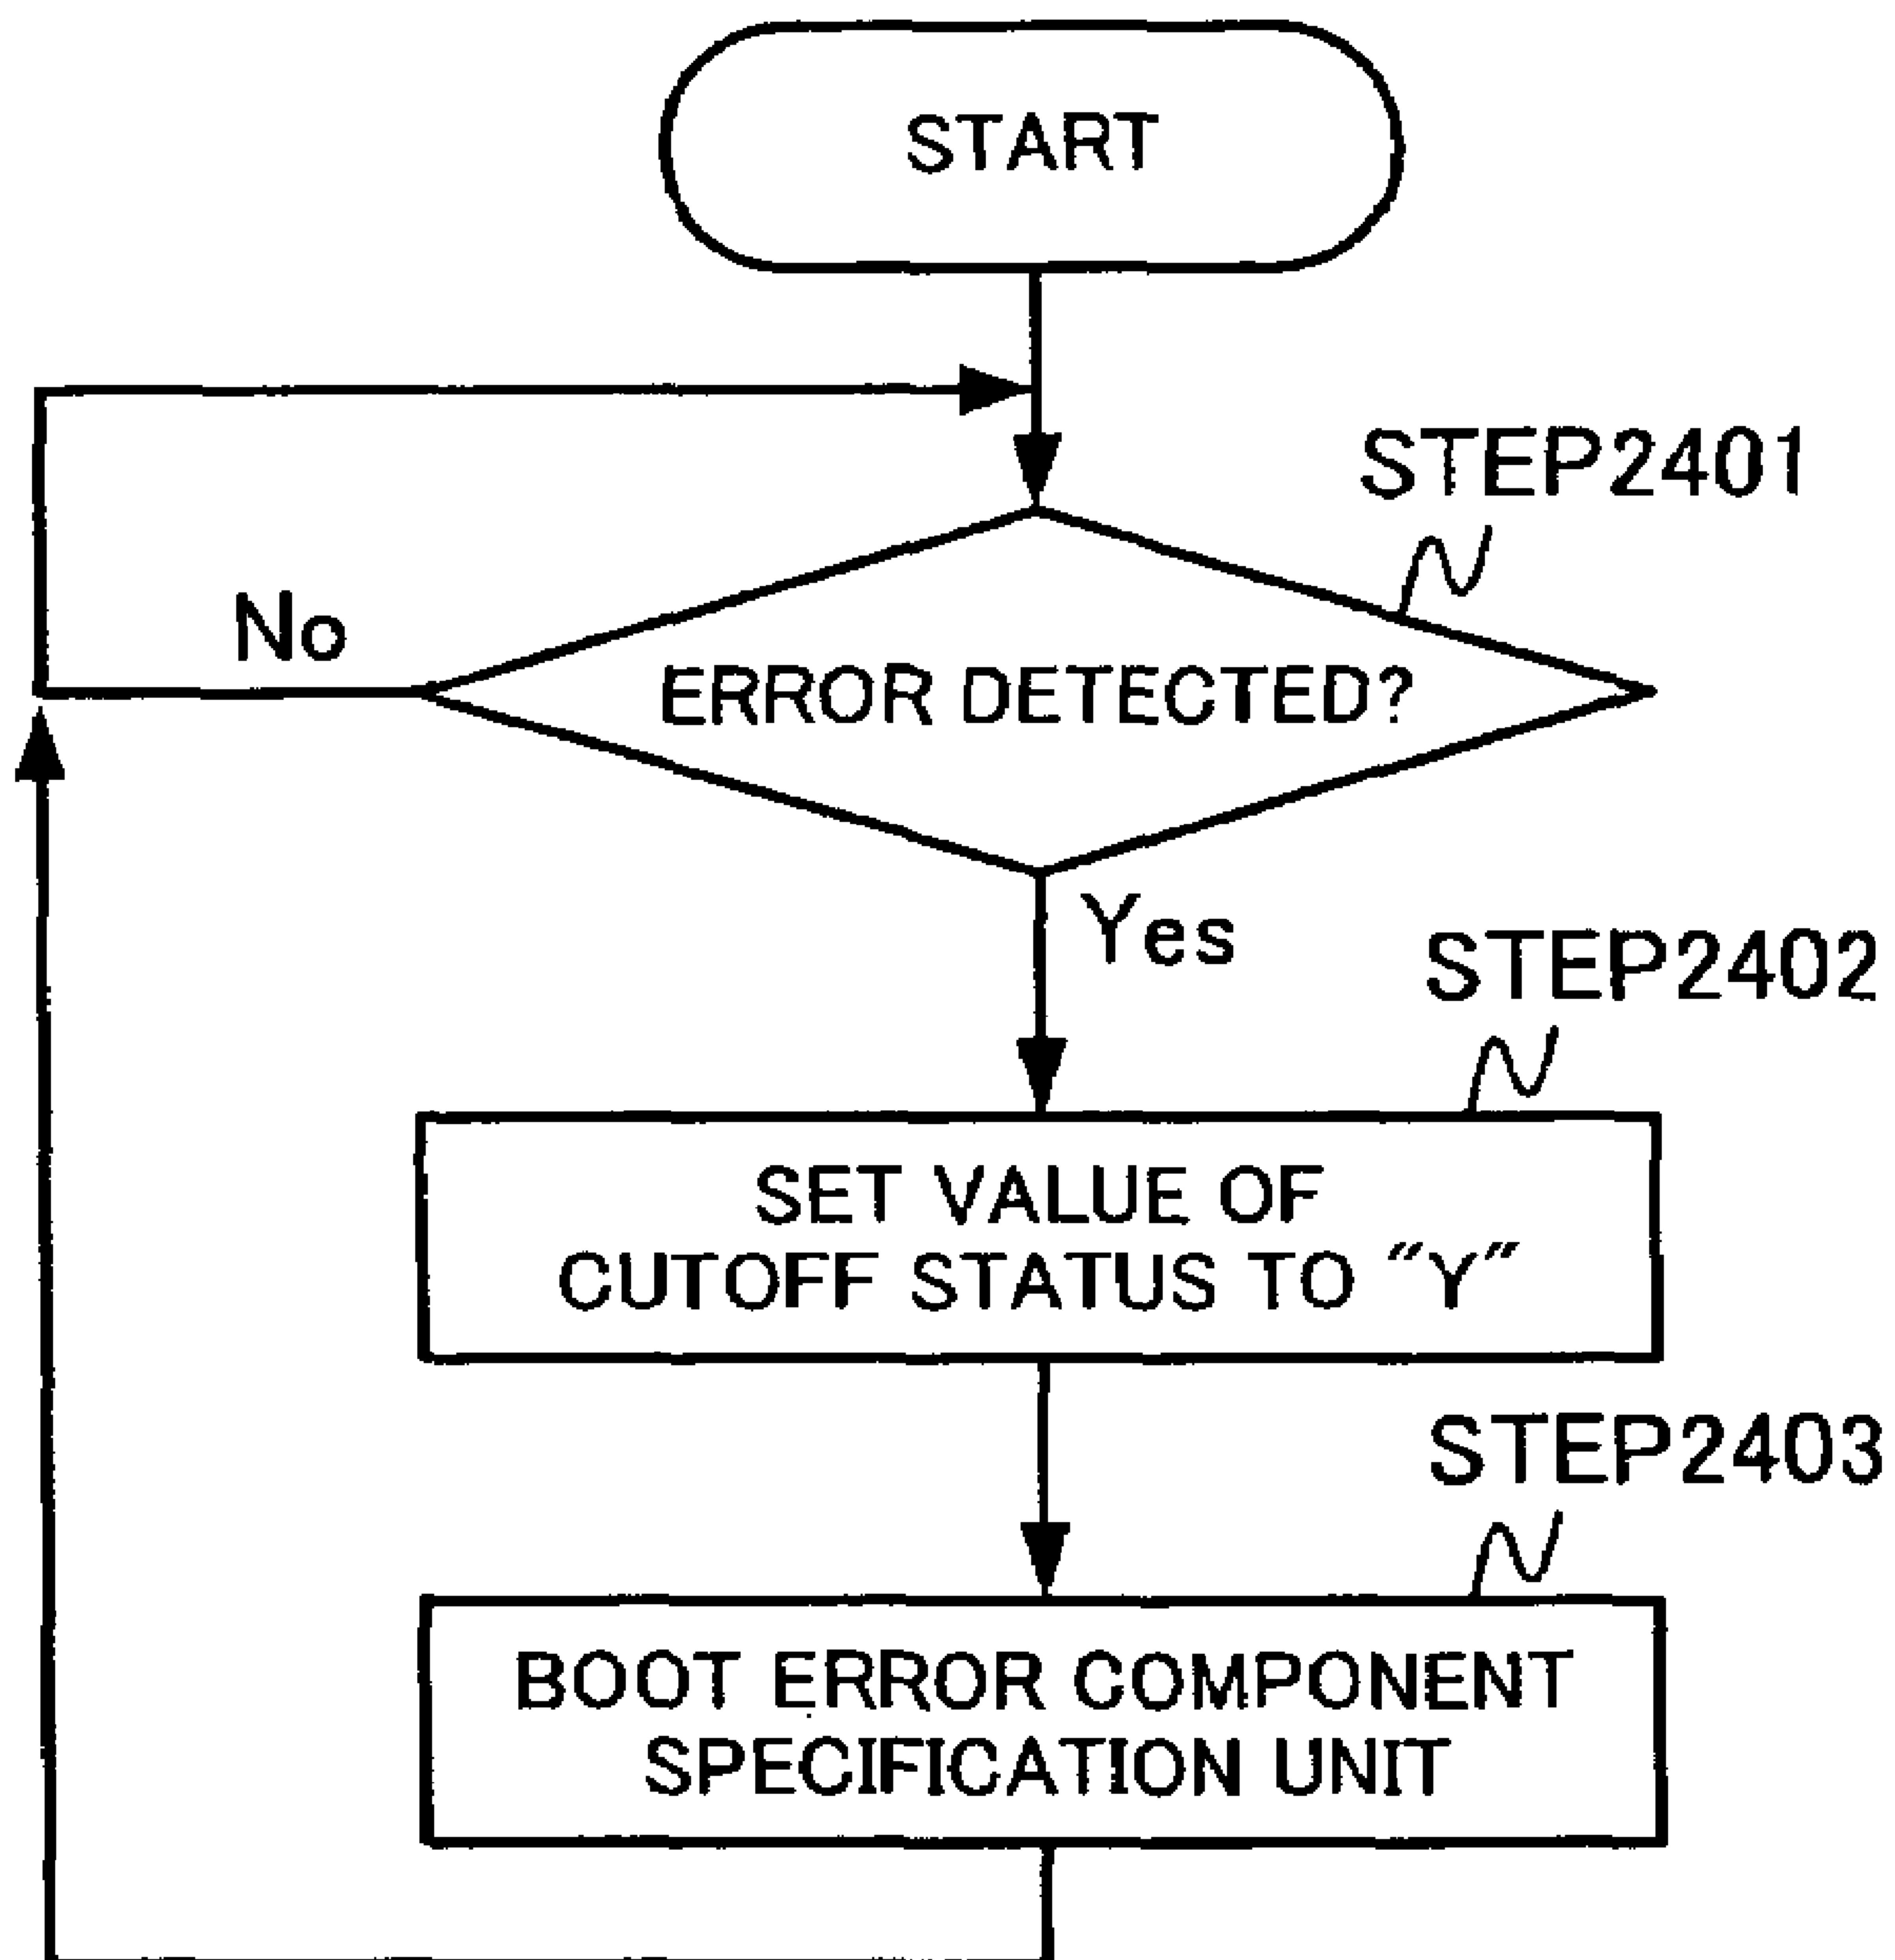 START
STEP2401
No
ERROR DETECTED?
Yes
STEP2402
SET VALUE OF
CUTOFF STATUS TO "Y"
STEP2403
BOOT ERROR COMPONENT
SPECIFICATION UNIT